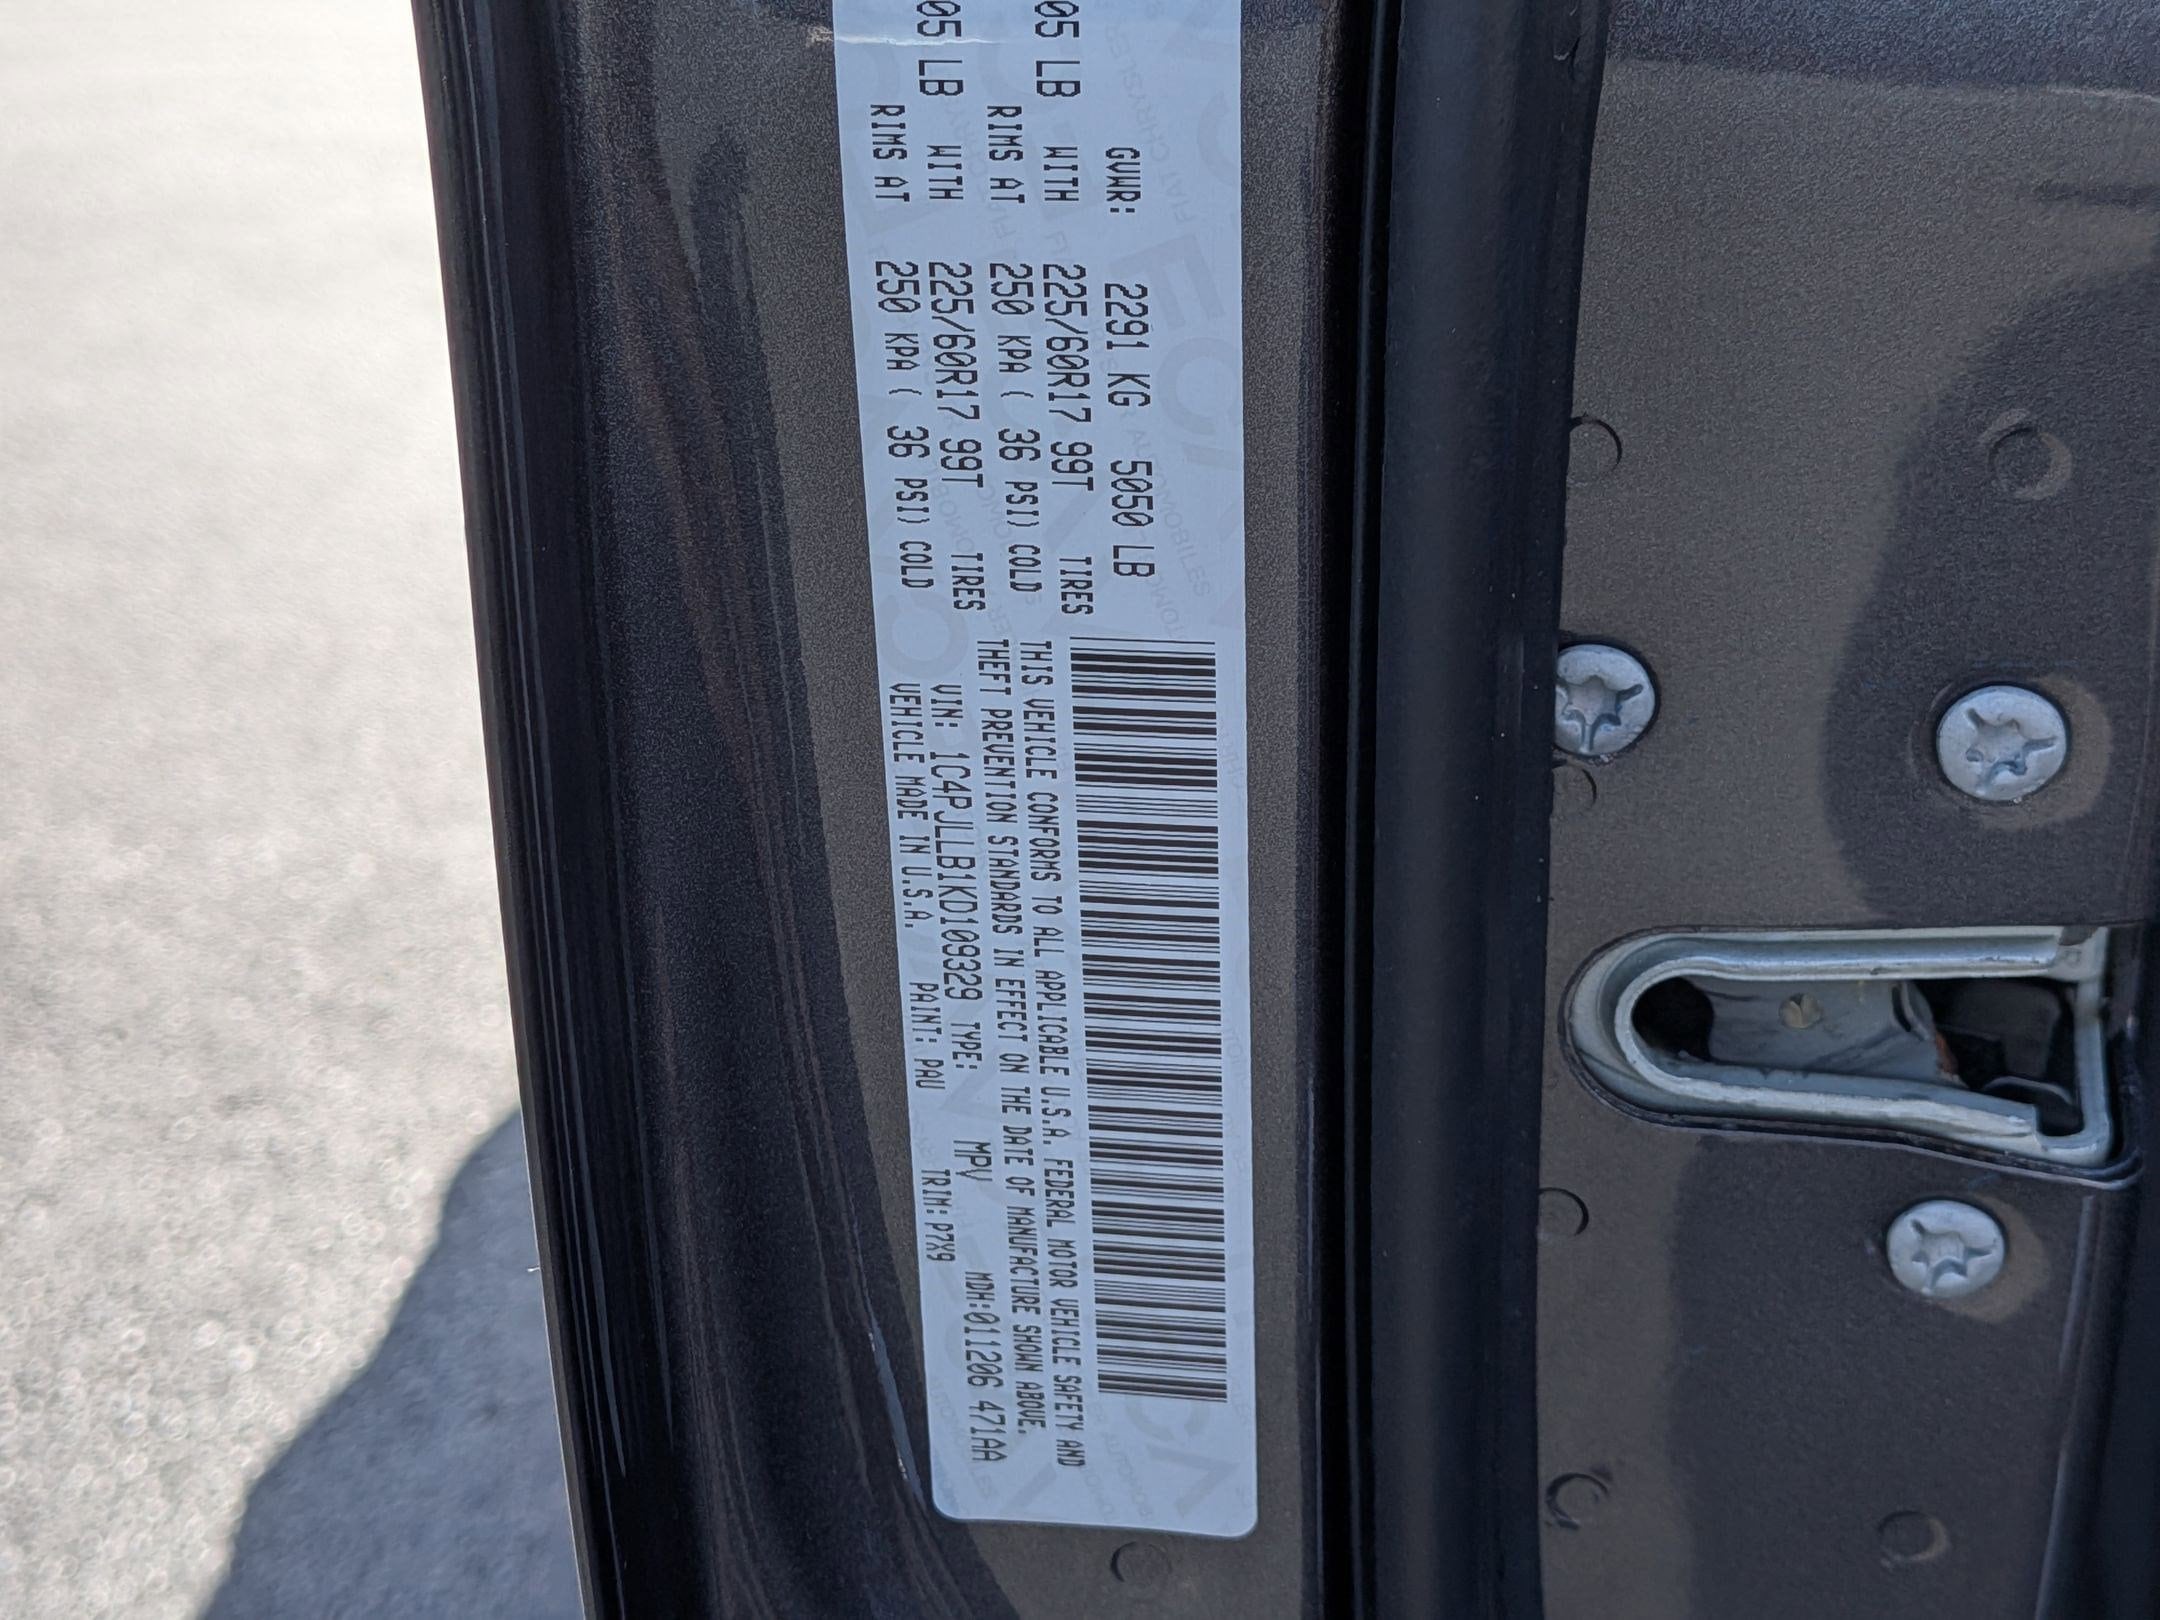 GVWR: 2291 KG 5050 LB
05 LB WITH 225/60R17 99T TIRES
RIMS AT 250 KPA ( 36 PSI) COLD
05 LB WITH 225/60R17 99T TIRES
RIMS AT 250 KPA ( 36 PSI) COLD
THIS VEHICLE CONFORMS TO ALL APPLICABLE U.S.A. FEDERAL MOTOR VEHICLE SAFETY AND
THEFT PREVENTION STANDARDS IN EFFECT ON THE DATE OF MANUFACTURE SHOWN ABOVE.
VIN: 1C4PJLLB1KD109329 TYPE: MPV MDH:011206 471AA
VEHICLE MADE IN U.S.A. PAINT: PAU TRIM: P7X9